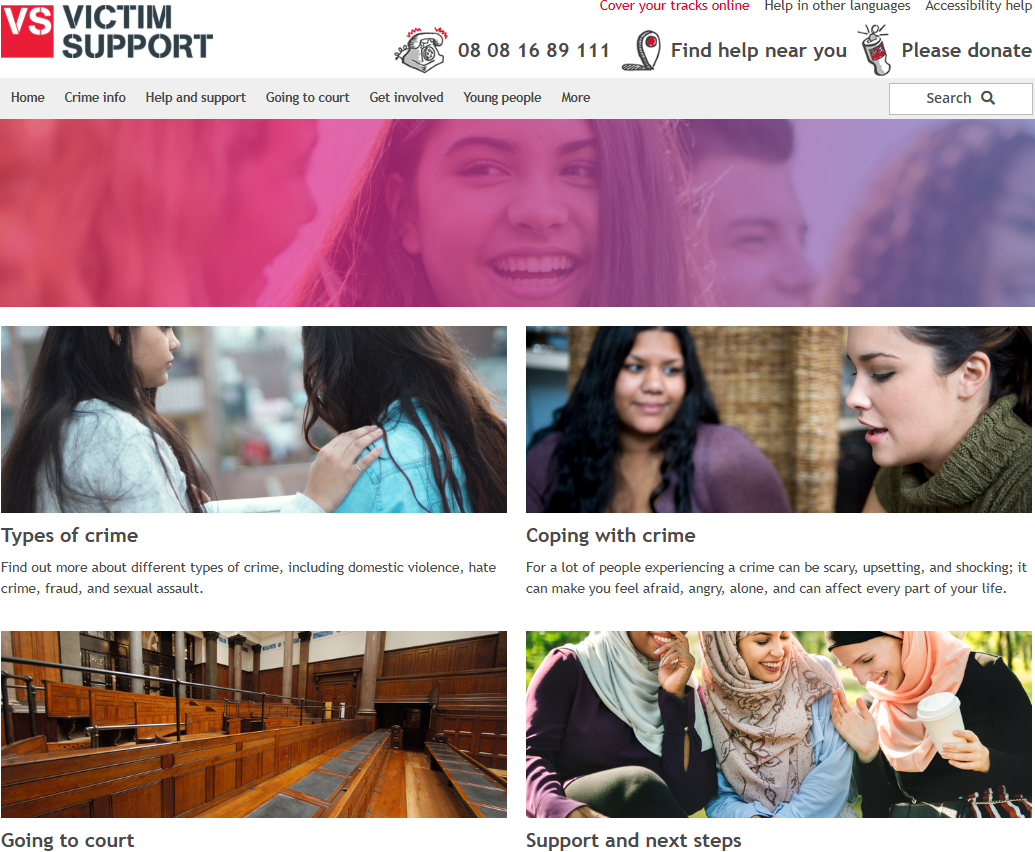 Cover your tracks online Help in other languages Accessibility help
VS VICTIM
SUPPORT
08 08 16 89 111 Find help near you Please donate
Home Crime info Help and support Going to court Get involved Young people More Search
Types of crime
Find out more about different types of crime, including domestic violence, hate
crime, fraud, and sexual assault.
Coping with crime
For a lot of people experiencing a crime can be scary, upsetting, and shocking; it
can make you feel afraid, angry, alone, and can affect every part of your life.
Going to court
Support and next steps